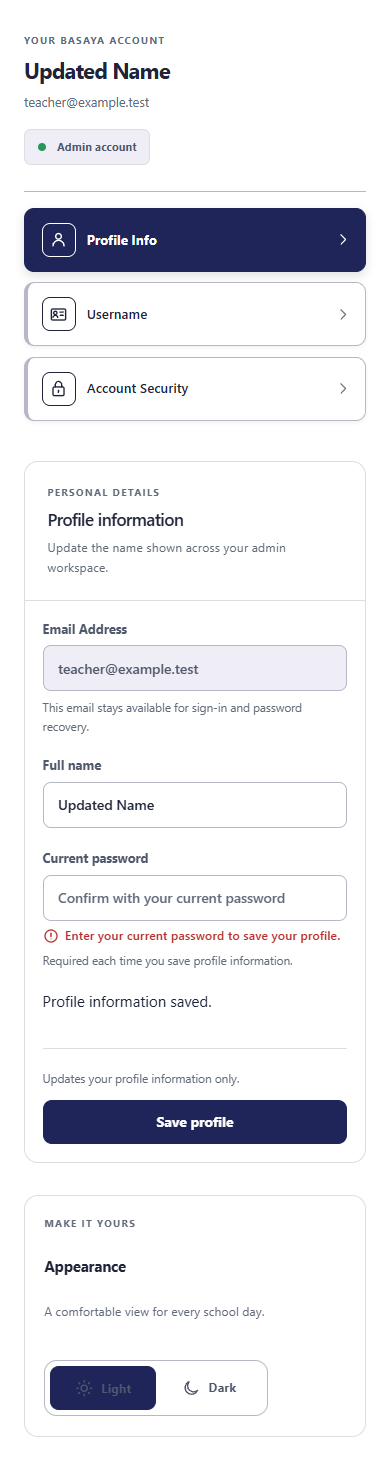 YOUR BASAYA ACCOUNT
Updated Name
teacher@example.test
Admin account
Profile Info
Username
Account Security
PERSONAL DETAILS
Profile information
Update the name shown across your admin
workspace.
Email Address
teacher@example.test
This email stays available for sign-in and password
recovery.
Full name
Updated Name
Current password
Confirm with your current password
Enter your current password to save your profile.
Required each time you save profile information.
Profile information saved.
Updates your profile information only.
Save profile
MAKE IT YOURS
Appearance
A comfortable view for every school day.
Light
Dark